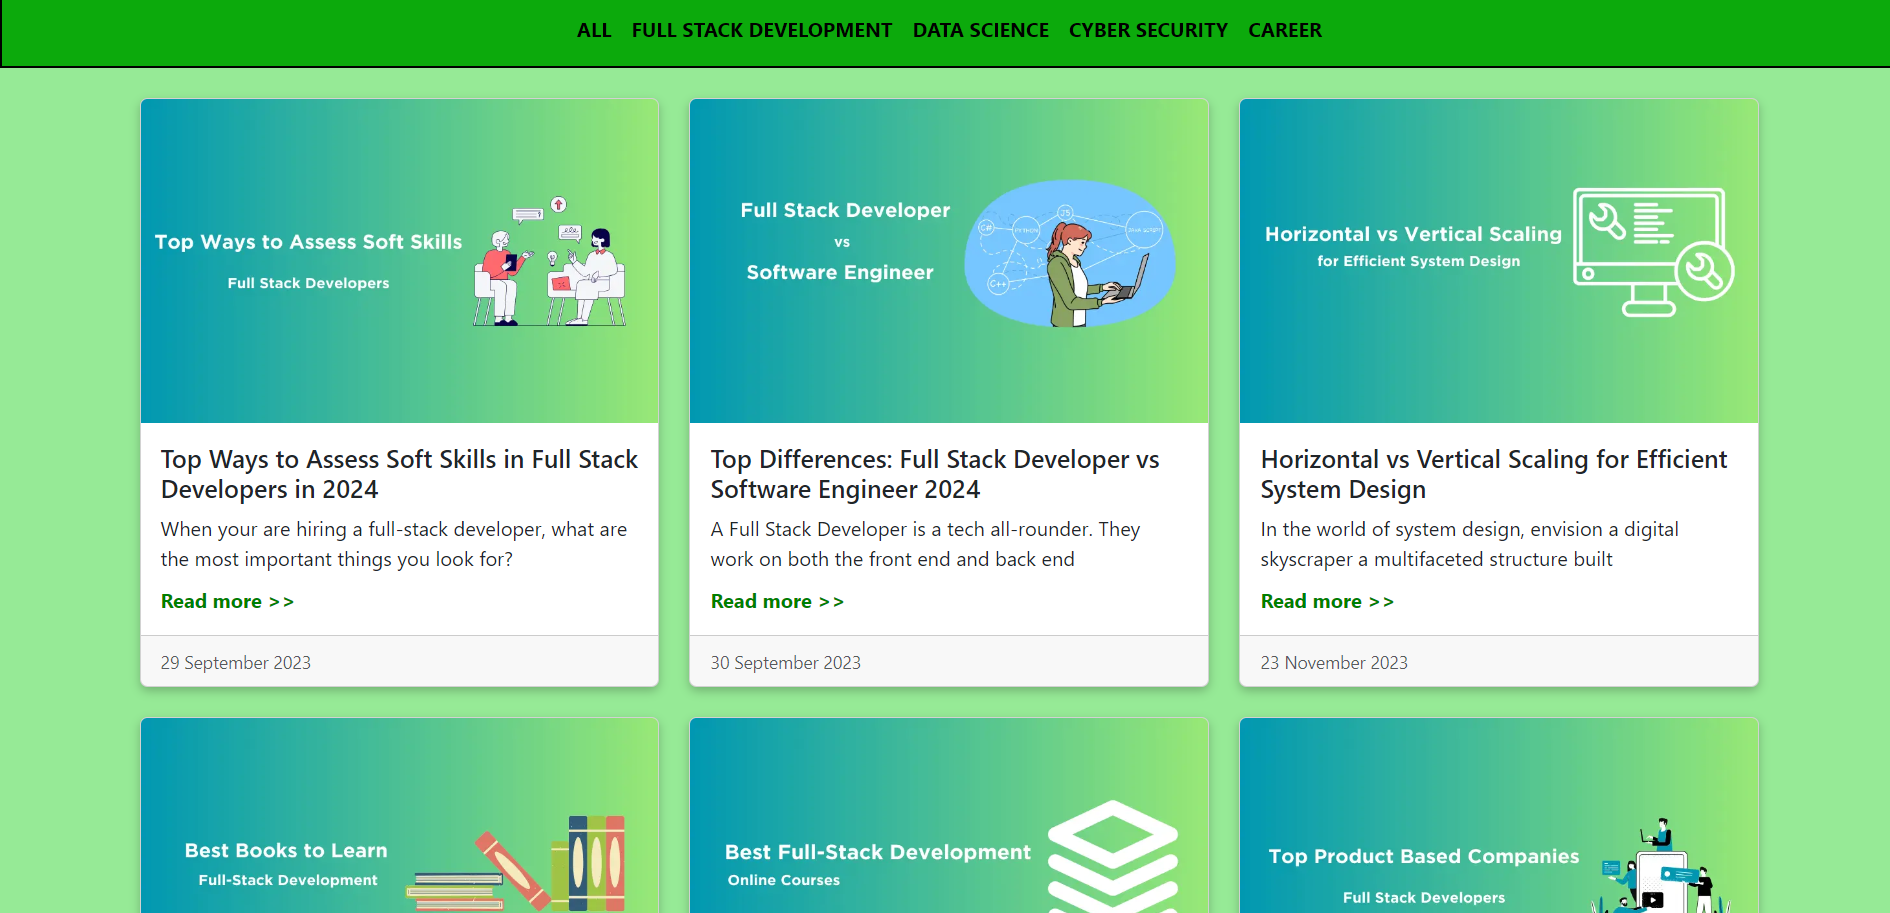 ALL FULL STACK DEVELOPMENT DATA SCIENCE CYBER SECURITY CAREER
Top Ways to Assess Soft Skills
Full Stack Developers
Top Ways to Assess Soft Skills in Full Stack
Developers in 2024
When your are hiring a full-stack developer, what are
the most important things you look for?
Read more >>
29 September 2023
Full Stack Developer
vs
Software Engineer
C#
PYTHON
JS
JAVA SCRIPT
C++
Top Differences: Full Stack Developer vs
Software Engineer 2024
A Full Stack Developer is a tech all-rounder. They
work on both the front end and back end
Read more >>
30 September 2023
Horizontal vs Vertical Scaling
for Efficient System Design
Horizontal vs Vertical Scaling for Efficient
System Design
In the world of system design, envision a digital
skyscraper a multifaceted structure built
Read more >>
23 November 2023
Best Books to Learn
Full-Stack Development
Best Full-Stack Development
Online Courses
Top Product Based Companies
Full Stack Developers